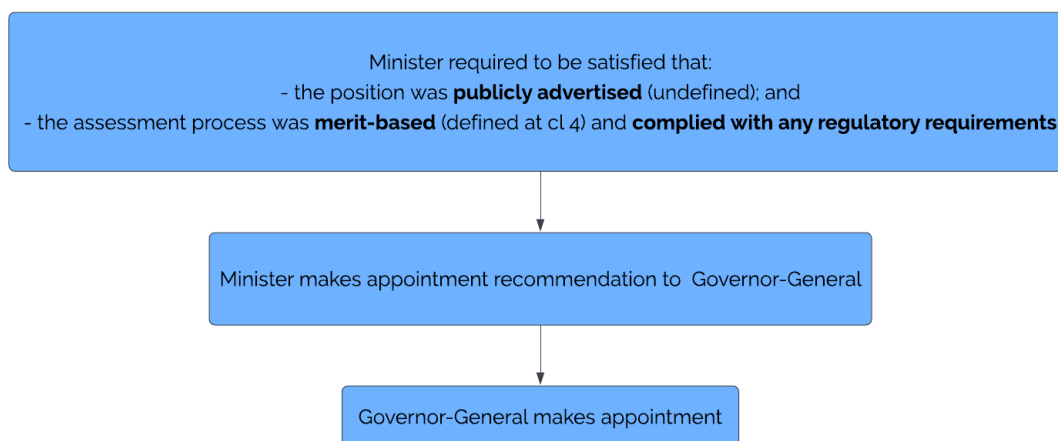 Minister required to be satisfied that:
- the position was publicly advertised (undefined); and
- the assessment process was merit-based (defined at cl 4) and complied with any regulatory requirements
Minister makes appointment recommendation to Governor-General
Governor-General makes appointment